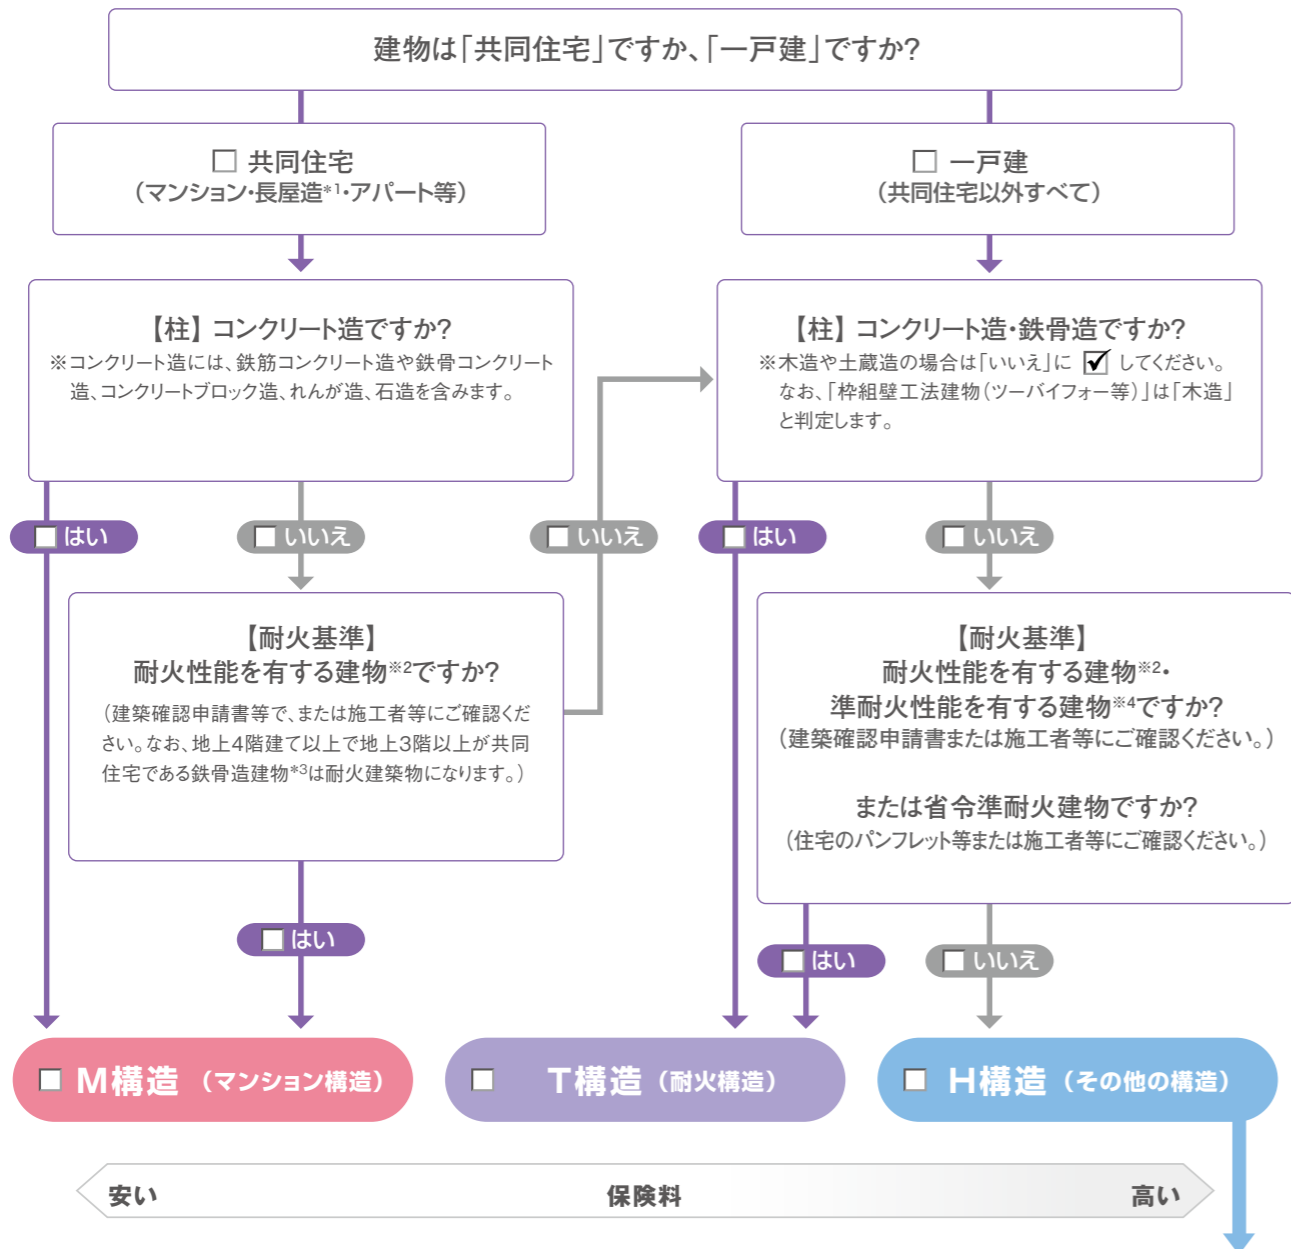 建物は「共同住宅」ですか、「一戸建」ですか?
共同住宅
(マンション・長屋造*1・アパート等)
一戸建
(共同住宅以外すべて)
【柱】コンクリート造ですか?
※コンクリート造には、鉄筋コンクリート造や鉄骨コンクリート
造、コンクリートブロック造、れんが造、石造を含みます。
【柱】コンクリート造・鉄骨造ですか?
※木造や土蔵造の場合は「いいえ」に ☑ してください。
なお、「枠組壁工法建物(ツーバイフォー等)」は「木造」
と判定します。
はい
いいえ
いいえ
はい
いいえ
【耐火基準】
耐火性能を有する建物※2ですか?
(建築確認申請書等で、または施工者等にご確認くだ
さい。なお、地上4階建て以上で地上3階以上が共同
住宅である鉄骨造建物*3は耐火建築物になります。)
【耐火基準】
耐火性能を有する建物※2・
準耐火性能を有する建物※4ですか?
(建築確認申請書または施工者等にご確認ください。)
または省令準耐火建物ですか?
(住宅のパンフレット等または施工者等にご確認ください。)
はい
はい
いいえ
M構造 (マンション構造)
T構造 (耐火構造)
H構造 (その他の構造)
安い
保険料
高い